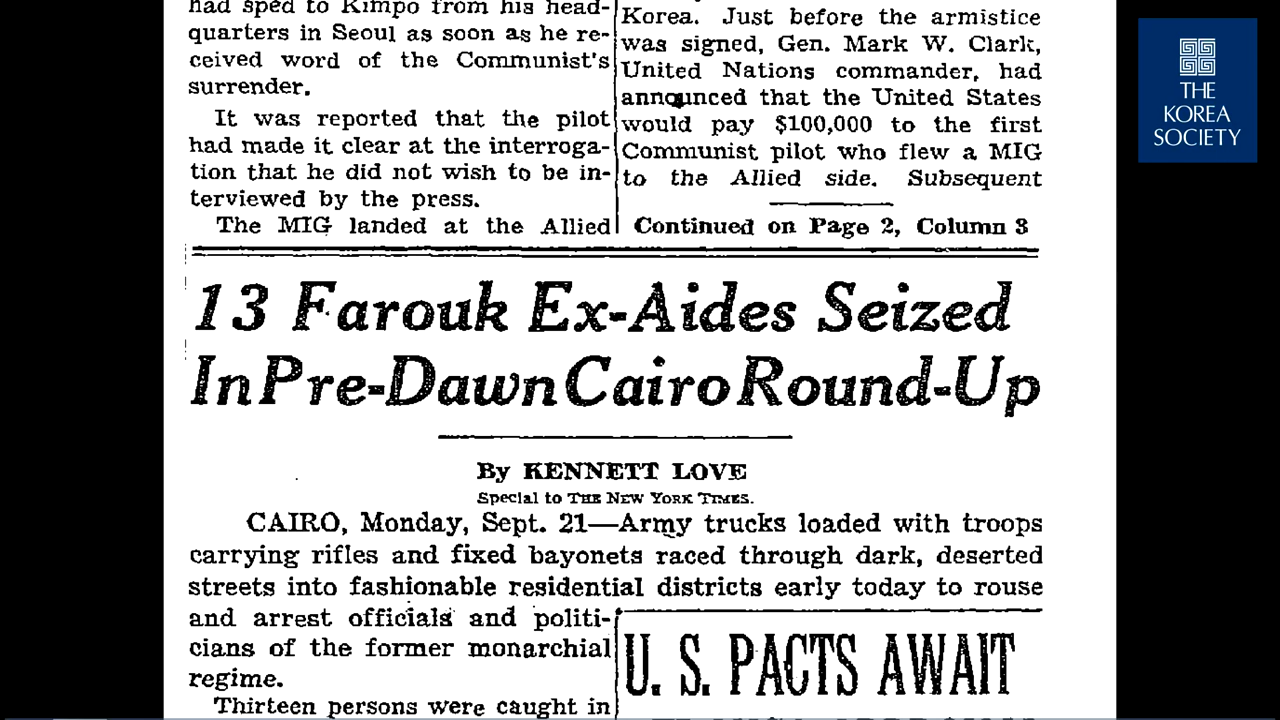 had sped to Kimpo from his head-
quarters in Seoul as soon as he re-
ceived word of the Communist's
surrender.
It was reported that the pilot
had made it clear at the interroga-
tion that he did not wish to be in-
terviewed by the press.
The MIG landed at the Allied
Korea. Just before the armistice
was signed, Gen. Mark W. Clark,
United Nations commander, had
announced that the United States
would pay $100,000 to the first
Communist pilot who flew a MIG
to the Allied side. Subsequent
Continued on Page 2, Column 3
13 Farouk Ex-Aides Seized
In Pre-Dawn Cairo Round-Up
By KENNETT LOVE
Special to THE NEW YORK TIMES.
CAIRO, Monday, Sept. 21—Army trucks loaded with troops
carrying rifles and fixed bayonets raced through dark, deserted
streets into fashionable residential districts early today to rouse
and arrest officials and politi-
cians of the former monarchial
regime.
Thirteen persons were caught in
U. S. PACTS AWAIT
THE
KOREA
SOCIETY